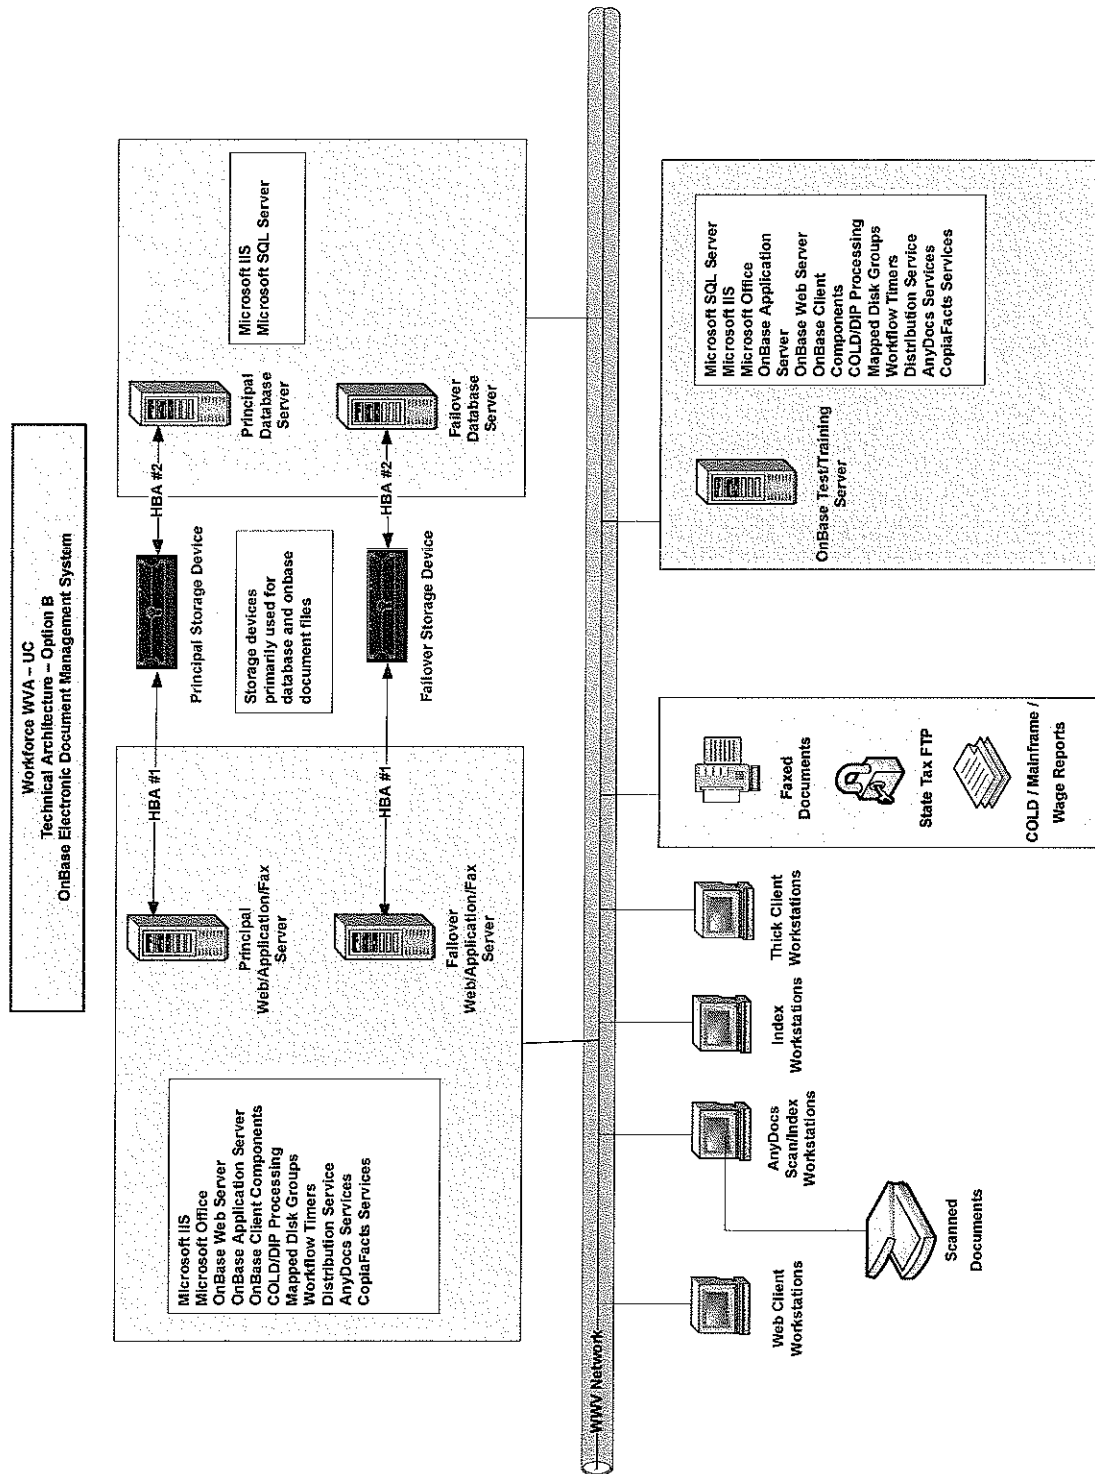 Workforce WVA – UC
Technical Architecture – Option B
OnBase Electronic Document Management System
Microsoft IIS
Microsoft Office
OnBase Web Server
OnBase Application Server
OnBase Client Components
COLD/DIP Processing
Mapped Disk Groups
Workflow Timers
Distribution Service
AnyDocs Services
CopiaFacts Services
Principal
Web/Application/Fax
Server
HBA #1
Principal Storage Device
HBA #2
Principal
Database
Server
Failover
Web/Application/Fax
Server
HBA #1
Failover Storage Device
HBA #2
Failover
Database
Server
Storage devices
primarily used for
database and onbase
document files
Microsoft IIS
Microsoft SQL Server
WWV Network
Web Client
Workstations
AnyDocs
Scan/Index
Workstations
Scanned
Documents
Index
Workstations
Thick Client
Workstations
Faxed
Documents
State Tax FTP
COLD / Mainframe /
Wage Reports
OnBase Test/Training
Server
Microsoft SQL Server
Microsoft IIS
Microsoft Office
OnBase Application
Server
OnBase Web Server
OnBase Client
Components
COLD/DIP Processing
Mapped Disk Groups
Workflow Timers
Distribution Service
AnyDocs Services
CopiaFacts Services